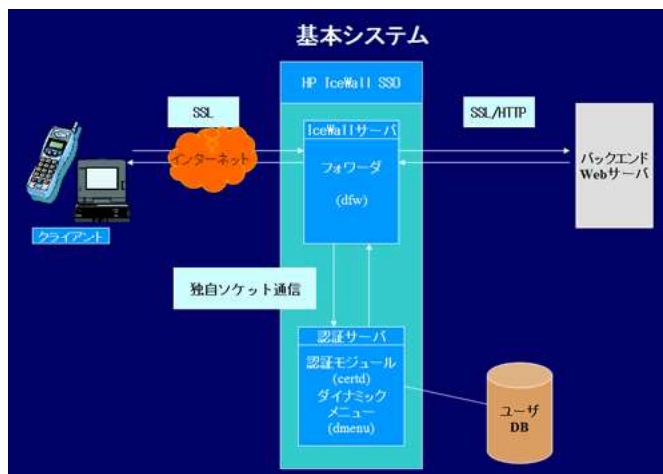 基本システム
HP IceWall SSO
SSL
IceWallサーバ
SSL/HTTP
インターネット
フォワーダ
(dfw)
バックエンド
Webサーバ
クライアント
独自ソケット通信
認証サーバ
認証モジュール
(certd)
ダイナミック
メニュー
(dmenu)
ユーザ
DB